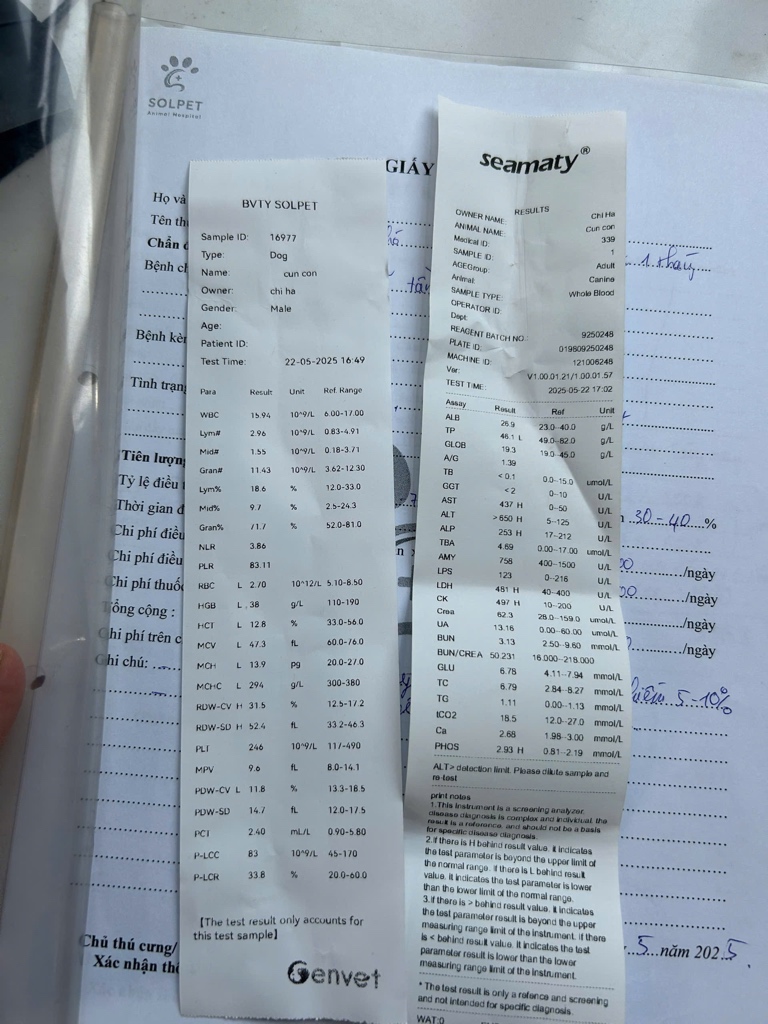 SOLPET
Animal Hospital
GIẤY
Họ và
Tên th
Chẩn đ
Bệnh ch
Bệnh kèm
Tình trạng
Tiên lượng
Tỷ lệ điều
30-40 %
Thời gian đ
Chi phí điều
/ngày
Chi phí điều
/ngày
Chi phí thuốc
/ngày
Tổng cộng :
/ngày
Chi phí trên c
Ghi chú:
5-10%
Chủ thú cưng/
5 năm 2025.
Xác nhận th
BVTY SOLPET
Sample ID: 16977
Type: Dog
Name: cun con
Owner: chi ha
Gender: Male
Age:
Patient ID:
Test Time: 22-05-2025 16:49
Para Result Unit Ref. Range
WBC 15.94 10^9/L 6.00-17.00
Lym# 2.96 10^9/L 0.83-4.91
Mid# 1.55 10^9/L 0.18-3.71
Gran# 11.43 10^9/L 3.62-12.30
Lym% 18.6 % 12.0-33.0
Mid% 9.7 % 2.5-24.3
Gran% 71.7 % 52.0-81.0
NLR 3.86
PLR 83.11
RBC L 2.70 10^12/L 5.10-8.50
HGB L 38 g/L 110-190
HCT L 12.8 % 33.0-56.0
MCV L 47.3 fL 60.0-76.0
MCH L 13.9 pg 20.0-27.0
MCHC L 294 g/L 300-380
RDW-CV H 31.5 % 12.5-17.2
RDW-SD H 52.4 fL 33.2-46.3
PLT 246 10^9/L 117-490
MPV 9.6 fL 8.0-14.1
PDW-CV L 11.8 % 13.3-18.5
PDW-SD 14.7 fL 12.0-17.5
PCT 2.40 mL/L 0.90-5.80
P-LCC 83 10^9/L 45-170
P-LCR 33.8 % 20.0-60.0
[The test result only accounts for
this test sample]
Genvet
seamaty®
RESULTS
OWNER NAME: Chi Ha
ANIMAL NAME: Cun con
Medical ID: 339
SAMPLE ID: 1
AGEGroup: Adult
Animal: Canine
SAMPLE TYPE: Whole Blood
OPERATOR ID:
Dept:
REAGENT BATCH NO.: 9250248
PLATE ID: 019809250248
MACHINE ID: 121006248
Ver: V1.00.01.21/1.00.01.57
TEST TIME: 2025-05-22 17:02
Assay Result Ref Unit
ALB 26.9 23.0--40.0 g/L
TP 46.1 L 49.0--82.0 g/L
GLOB 19.3 19.0--45.0 g/L
A/G 1.39
TB <0.1 0.0--15.0 umol/L
GGT <2 0--10 U/L
AST 437 H 0--50 U/L
ALT >650 H 5--125 U/L
ALP 253 H 17--212 U/L
TBA 4.69 0.00--17.00 umol/L
AMY 758 400--1500 U/L
LPS 123 0--216 U/L
LDH 481 H 40--400 U/L
CK 497 H 10--200 U/L
Crea 62.3 28.0--159.0 umol/L
UA 13.16 0.00--60.00 umol/L
BUN 3.13 2.50--9.60 mmol/L
BUN/CREA 50.231 16.000--218.000
GLU 6.78 4.11--7.94 mmol/L
TC 6.79 2.84--8.27 mmol/L
TG 1.11 0.00--1.13 mmol/L
tCO2 18.5 12.0--27.0 mmol/L
Ca 2.68 1.98--3.00 mmol/L
PHOS 2.93 H 0.81--2.19 mmol/L
ALT> detection limit. Please dilute sample and
re-test
print notes
1.This Instrument is a screening analyzer.
disease diagnosis is complex and individual. the
result is a reference, and should not be a basis
for specific disease diagnosis.
2.if there is H behind result value. it indicates
the test parameter is beyond the upper limit of
the normal range. if there is L behind result
value. It indicates the test parameter is lower
than the lower limit of the normal range.
3.if there is > behind result value. it indicates
the test parameter result is beyond the upper
measuring range limit of the instrument. if there
is < behind result value. it indicates the test
parameter result is lower than the lower
measuring range limit of the instrument.
* The test result is only a refence and screening
and not intended for specific diagnosis.
WAT:0